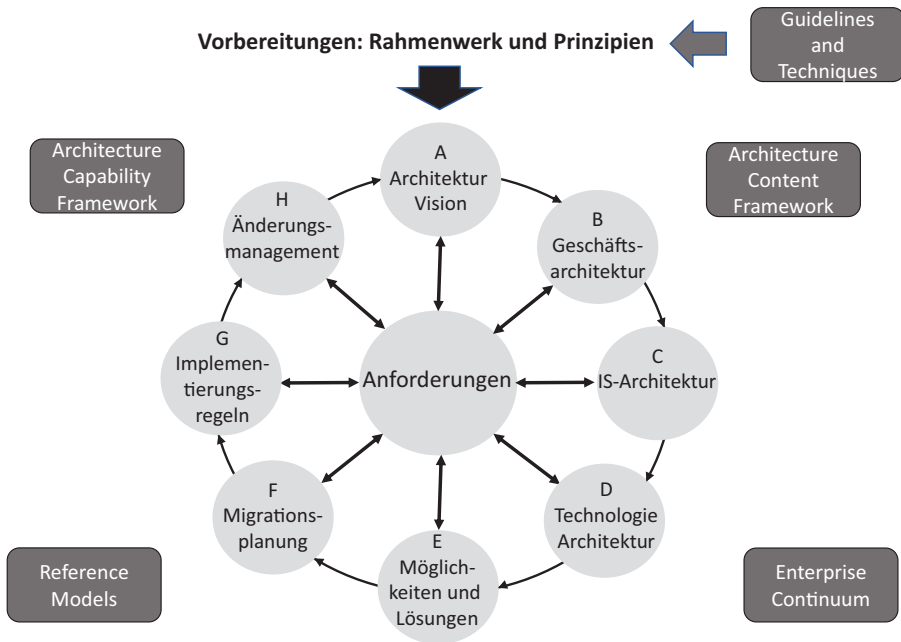 Vorbereitungen: Rahmenwerk und Prinzipien
Guidelines
and
Techniques
Architecture
Capability
Framework
Architecture
Content
Framework
A
Architektur
Vision
B
Geschäfts-
architektur
C
IS-Architektur
D
Technologie
Architektur
E
Möglich-
keiten und
Lösungen
F
Migrations-
planung
G
Implemen-
tierungs-
regeln
H
Änderungs-
management
Anforderungen
Reference
Models
Enterprise
Continuum